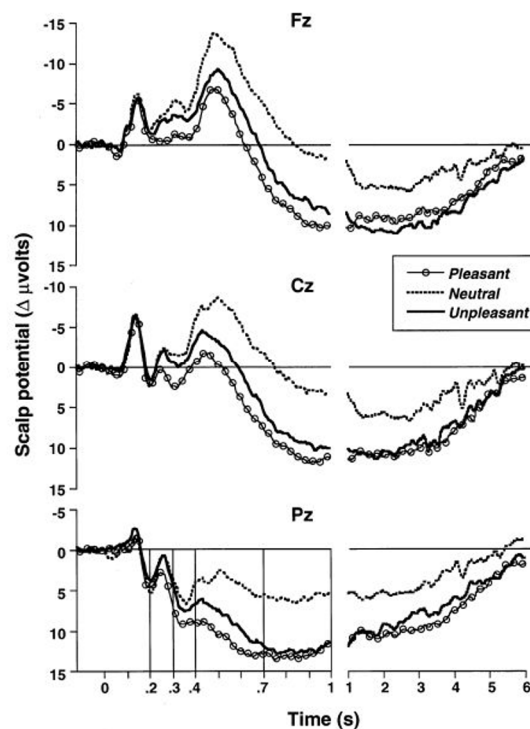 Fz
-15
-10
-5
0
5
10
15
Cz
-10
-5
0
5
10
15
Pleasant
Neutral
Unpleasant
Scalp potential (Δ μvolts)
Pz
0
5
10
15
0 .2 .3 .4 .7 1
1 2 3 4 5 6
Time (s)